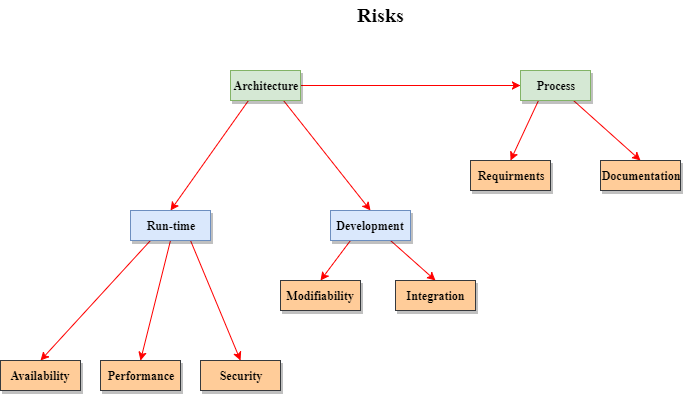 Risks
Architecture
Process
Requirments
Documentation
Run-time
Development
Modifiability
Integration
Availability
Performance
Security